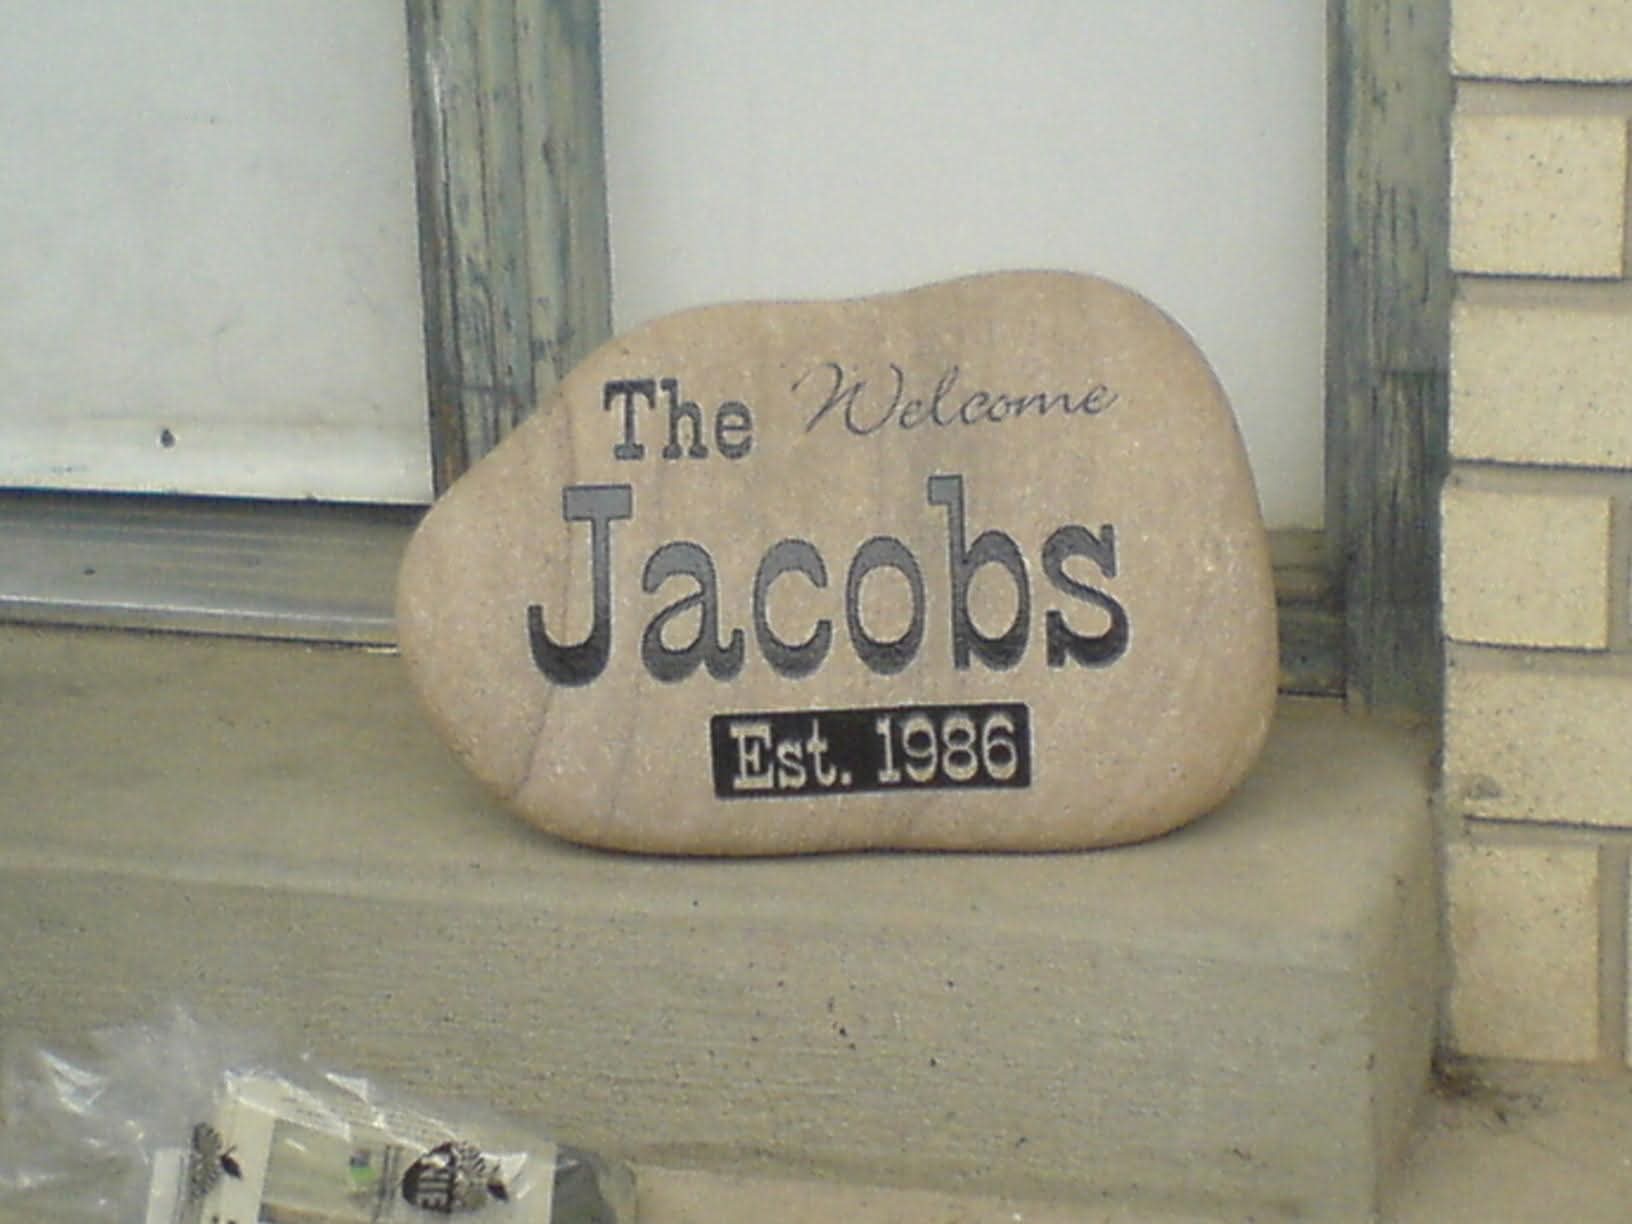 The Welcome
Jacobs
Est. 1986